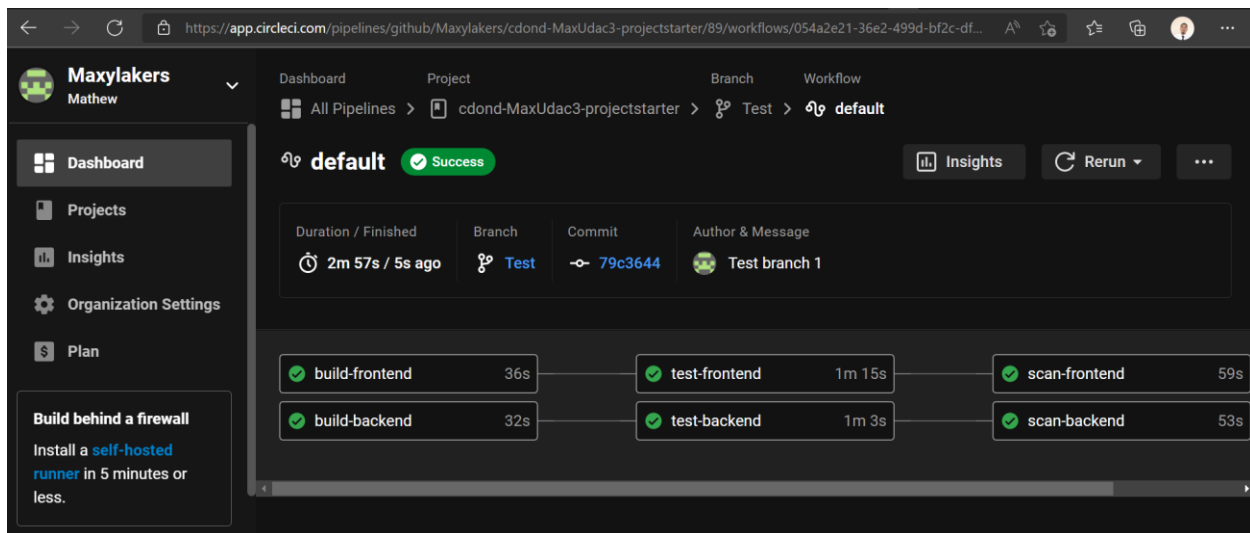 https://app.circleci.com/pipelines/github/Maxylakers/cdond-MaxUdac3-projectstarter/89/workflows/054a2e21-36e2-499d-bf2c-df...
Maxylakers
Mathew
Dashboard
Projects
Insights
Organization Settings
Plan
Build behind a firewall
Install a self-hosted
runner in 5 minutes or
less.
Dashboard Project Branch Workflow
All Pipelines > cdond-MaxUdac3-projectstarter > Test > default
default Success Insights Rerun ...
Duration / Finished Branch Commit Author & Message
2m 57s / 5s ago Test 79c3644 Test branch 1
build-frontend 36s test-frontend 1m 15s scan-frontend 59s
build-backend 32s test-backend 1m 3s scan-backend 53s